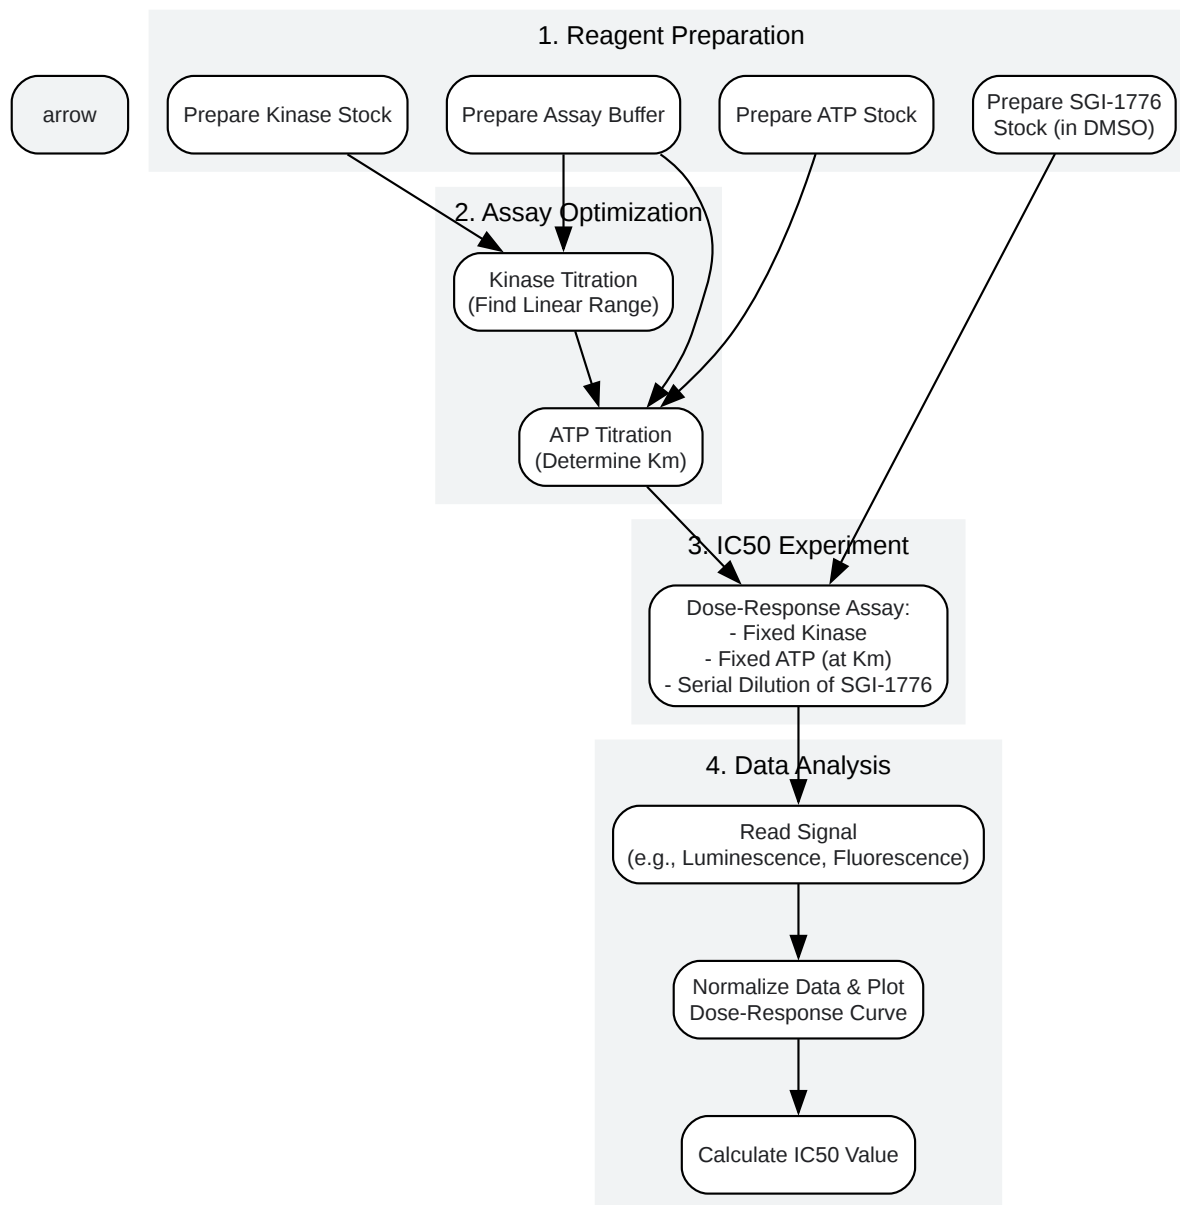 1. Reagent Preparation
arrow
Prepare Kinase Stock
Prepare Assay Buffer
Prepare ATP Stock
Prepare SGI-1776
Stock (in DMSO)
2. Assay Optimization
Kinase Titration
(Find Linear Range)
ATP Titration
(Determine Km)
3. IC50 Experiment
Dose-Response Assay:
- Fixed Kinase
- Fixed ATP (at Km)
- Serial Dilution of SGI-1776
4. Data Analysis
Read Signal
(e.g., Luminescence, Fluorescence)
Normalize Data & Plot
Dose-Response Curve
Calculate IC50 Value